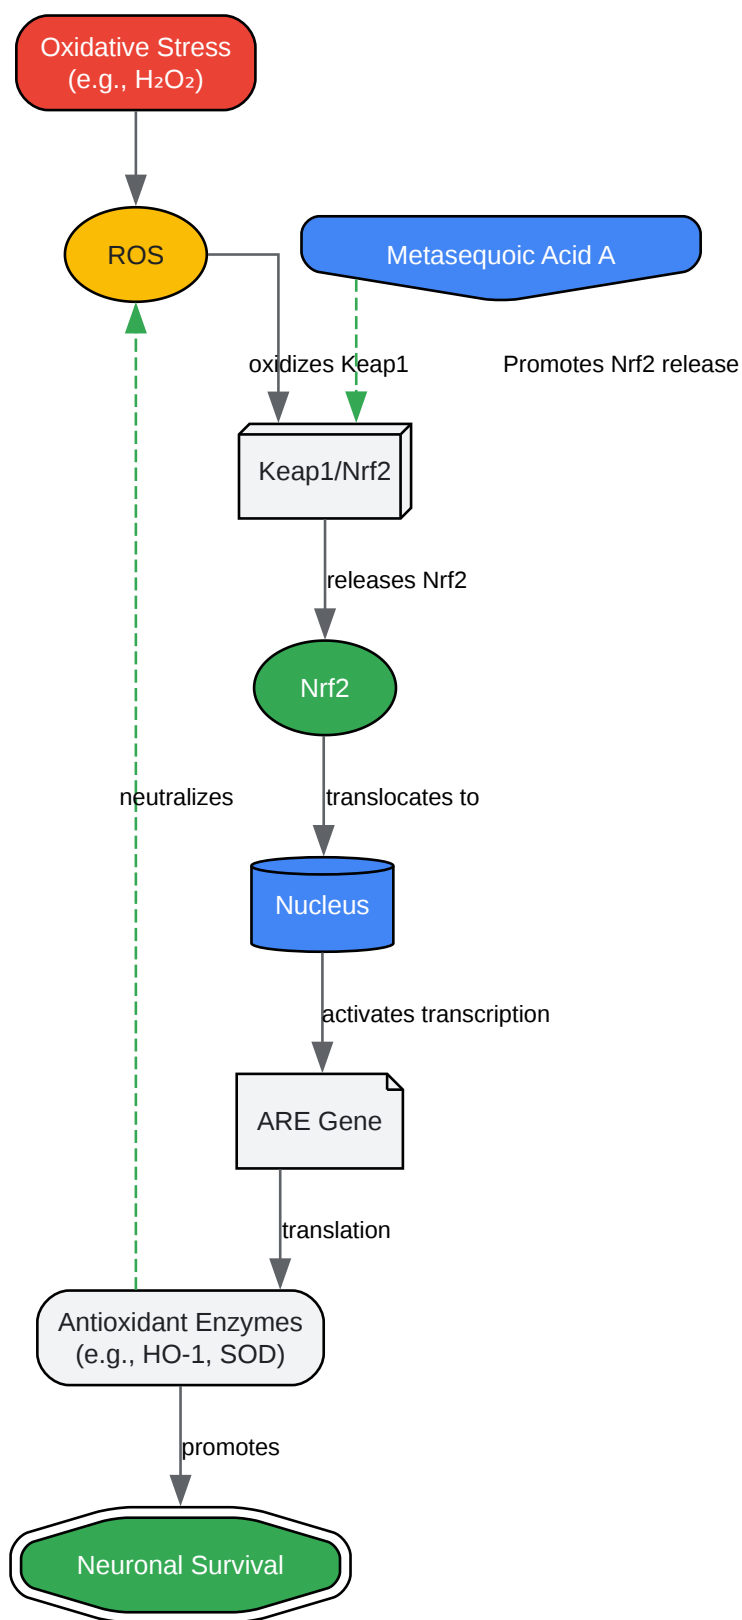 Oxidative Stress
(e.g., H₂O₂)
ROS
Metasequoic Acid A
oxidizes Keap1
Promotes Nrf2 release
Keap1/Nrf2
releases Nrf2
Nrf2
neutralizes
translocates to
Nucleus
activates transcription
ARE Gene
translation
Antioxidant Enzymes
(e.g., HO-1, SOD)
promotes
Neuronal Survival